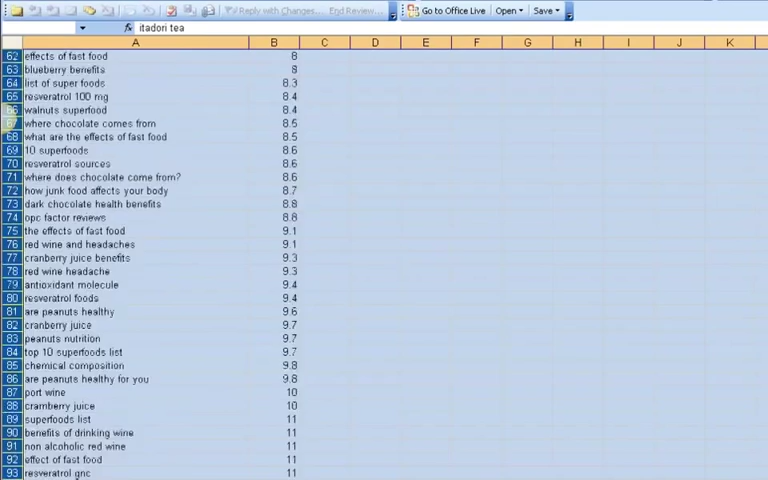 Reply with Changes... End Review... Go to Office Live Open Save
fx itadori tea
A B C D E F G H I J K
62 effects of fast food 8
63 blueberry benefits 8
64 list of super foods 8.3
65 resveratrol 100 mg 8.4
66 walnuts superfood 8.4
67 where chocolate comes from 8.5
68 what are the effects of fast food 8.5
69 10 superfoods 8.6
70 resveratrol sources 8.6
71 where does chocolate come from? 8.6
72 how junk food affects your body 8.7
73 dark chocolate health benefits 8.8
74 opc factor reviews 8.8
75 the effects of fast food 9.1
76 red wine and headaches 9.1
77 cranberry juice benefits 9.3
78 red wine headache 9.3
79 antioxidant molecule 9.4
80 resveratrol foods 9.4
81 are peanuts healthy 9.6
82 cranberry juice 9.7
83 peanuts nutrition 9.7
84 top 10 superfoods list 9.7
85 chemical composition 9.8
86 are peanuts healthy for you 9.8
87 port wine 10
88 cramberry juice 10
89 superfoods list 11
90 benefits of drinking wine 11
91 non alcoholic red wine 11
92 effect of fast food 11
93 resveratrol gnc 11